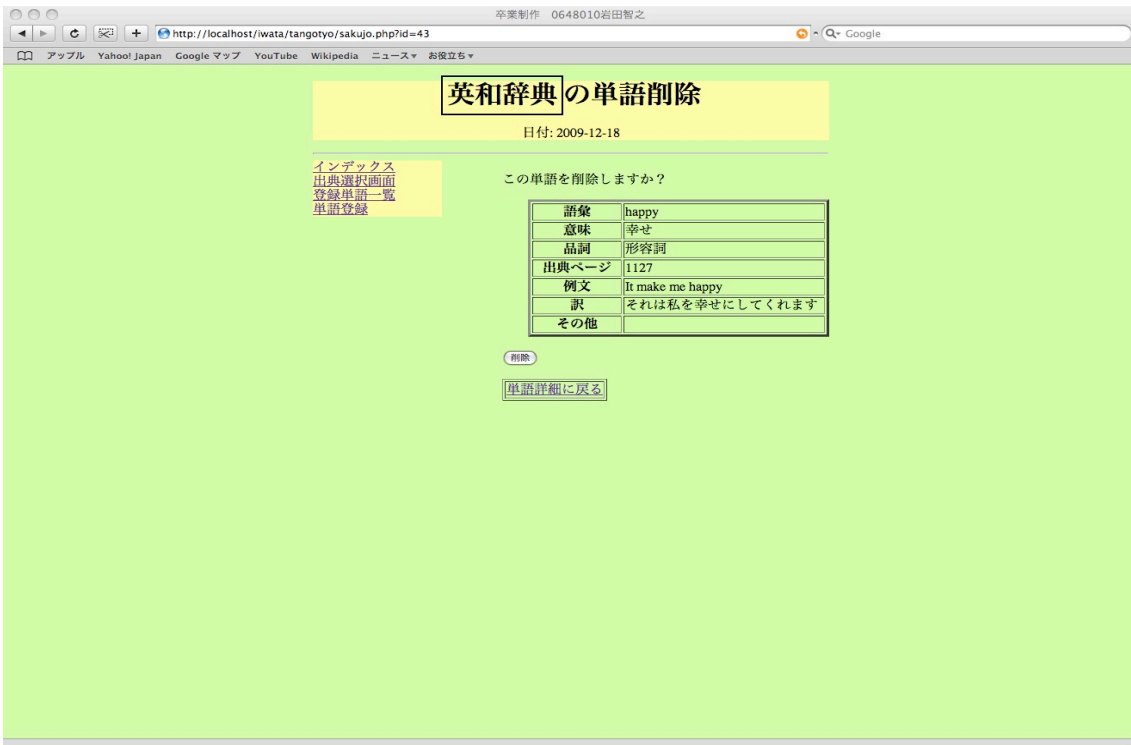 卒業制作 0648010岩田智之
http://localhost/iwata/tangotyo/sakujo.php?id=43
Google
アップル Yahoo! Japan Google マップ YouTube Wikipedia ニュース お役立ち
英和辞典の単語削除
日付: 2009-12-18
インデックス
出典選択画面
登録単語一覧
単語登録
この単語を削除しますか？
語彙 happy
意味 幸せ
品詞 形容詞
出典ページ 1127
例文 It make me happy
訳 それは私を幸せにしてくれます
その他
削除
単語詳細に戻る